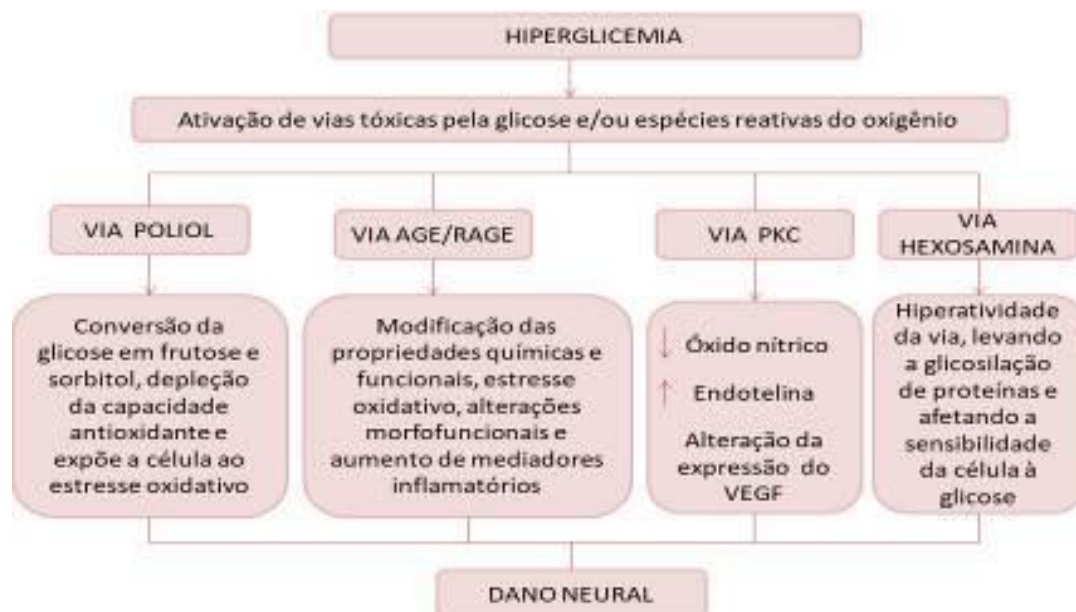 HIPERGLICEMIA
Ativação de vias tóxicas pela glicose e/ou espécies reativas do oxigênio
VIA POLIOL
VIA AGE/RAGE
VIA PKC
VIA
HEXOSAMINA
Conversão da
glicose em frutose e
sorbitol, depleção
da capacidade
antioxidante e
expõe a célula ao
estresse oxidativo
Modificação das
propriedades químicas e
funcionais, estresse
oxidativo, alterações
morfofuncionais e
aumento de mediadores
inflamatórios
↓ Óxido nítrico
↑ Endotelina
Alteração da
expressão do
VEGF
Hiperatividade
da via, levando
a glicosilação
de proteínas e
afetando a
sensibilidade
da célula à
glicose
DANO NEURAL